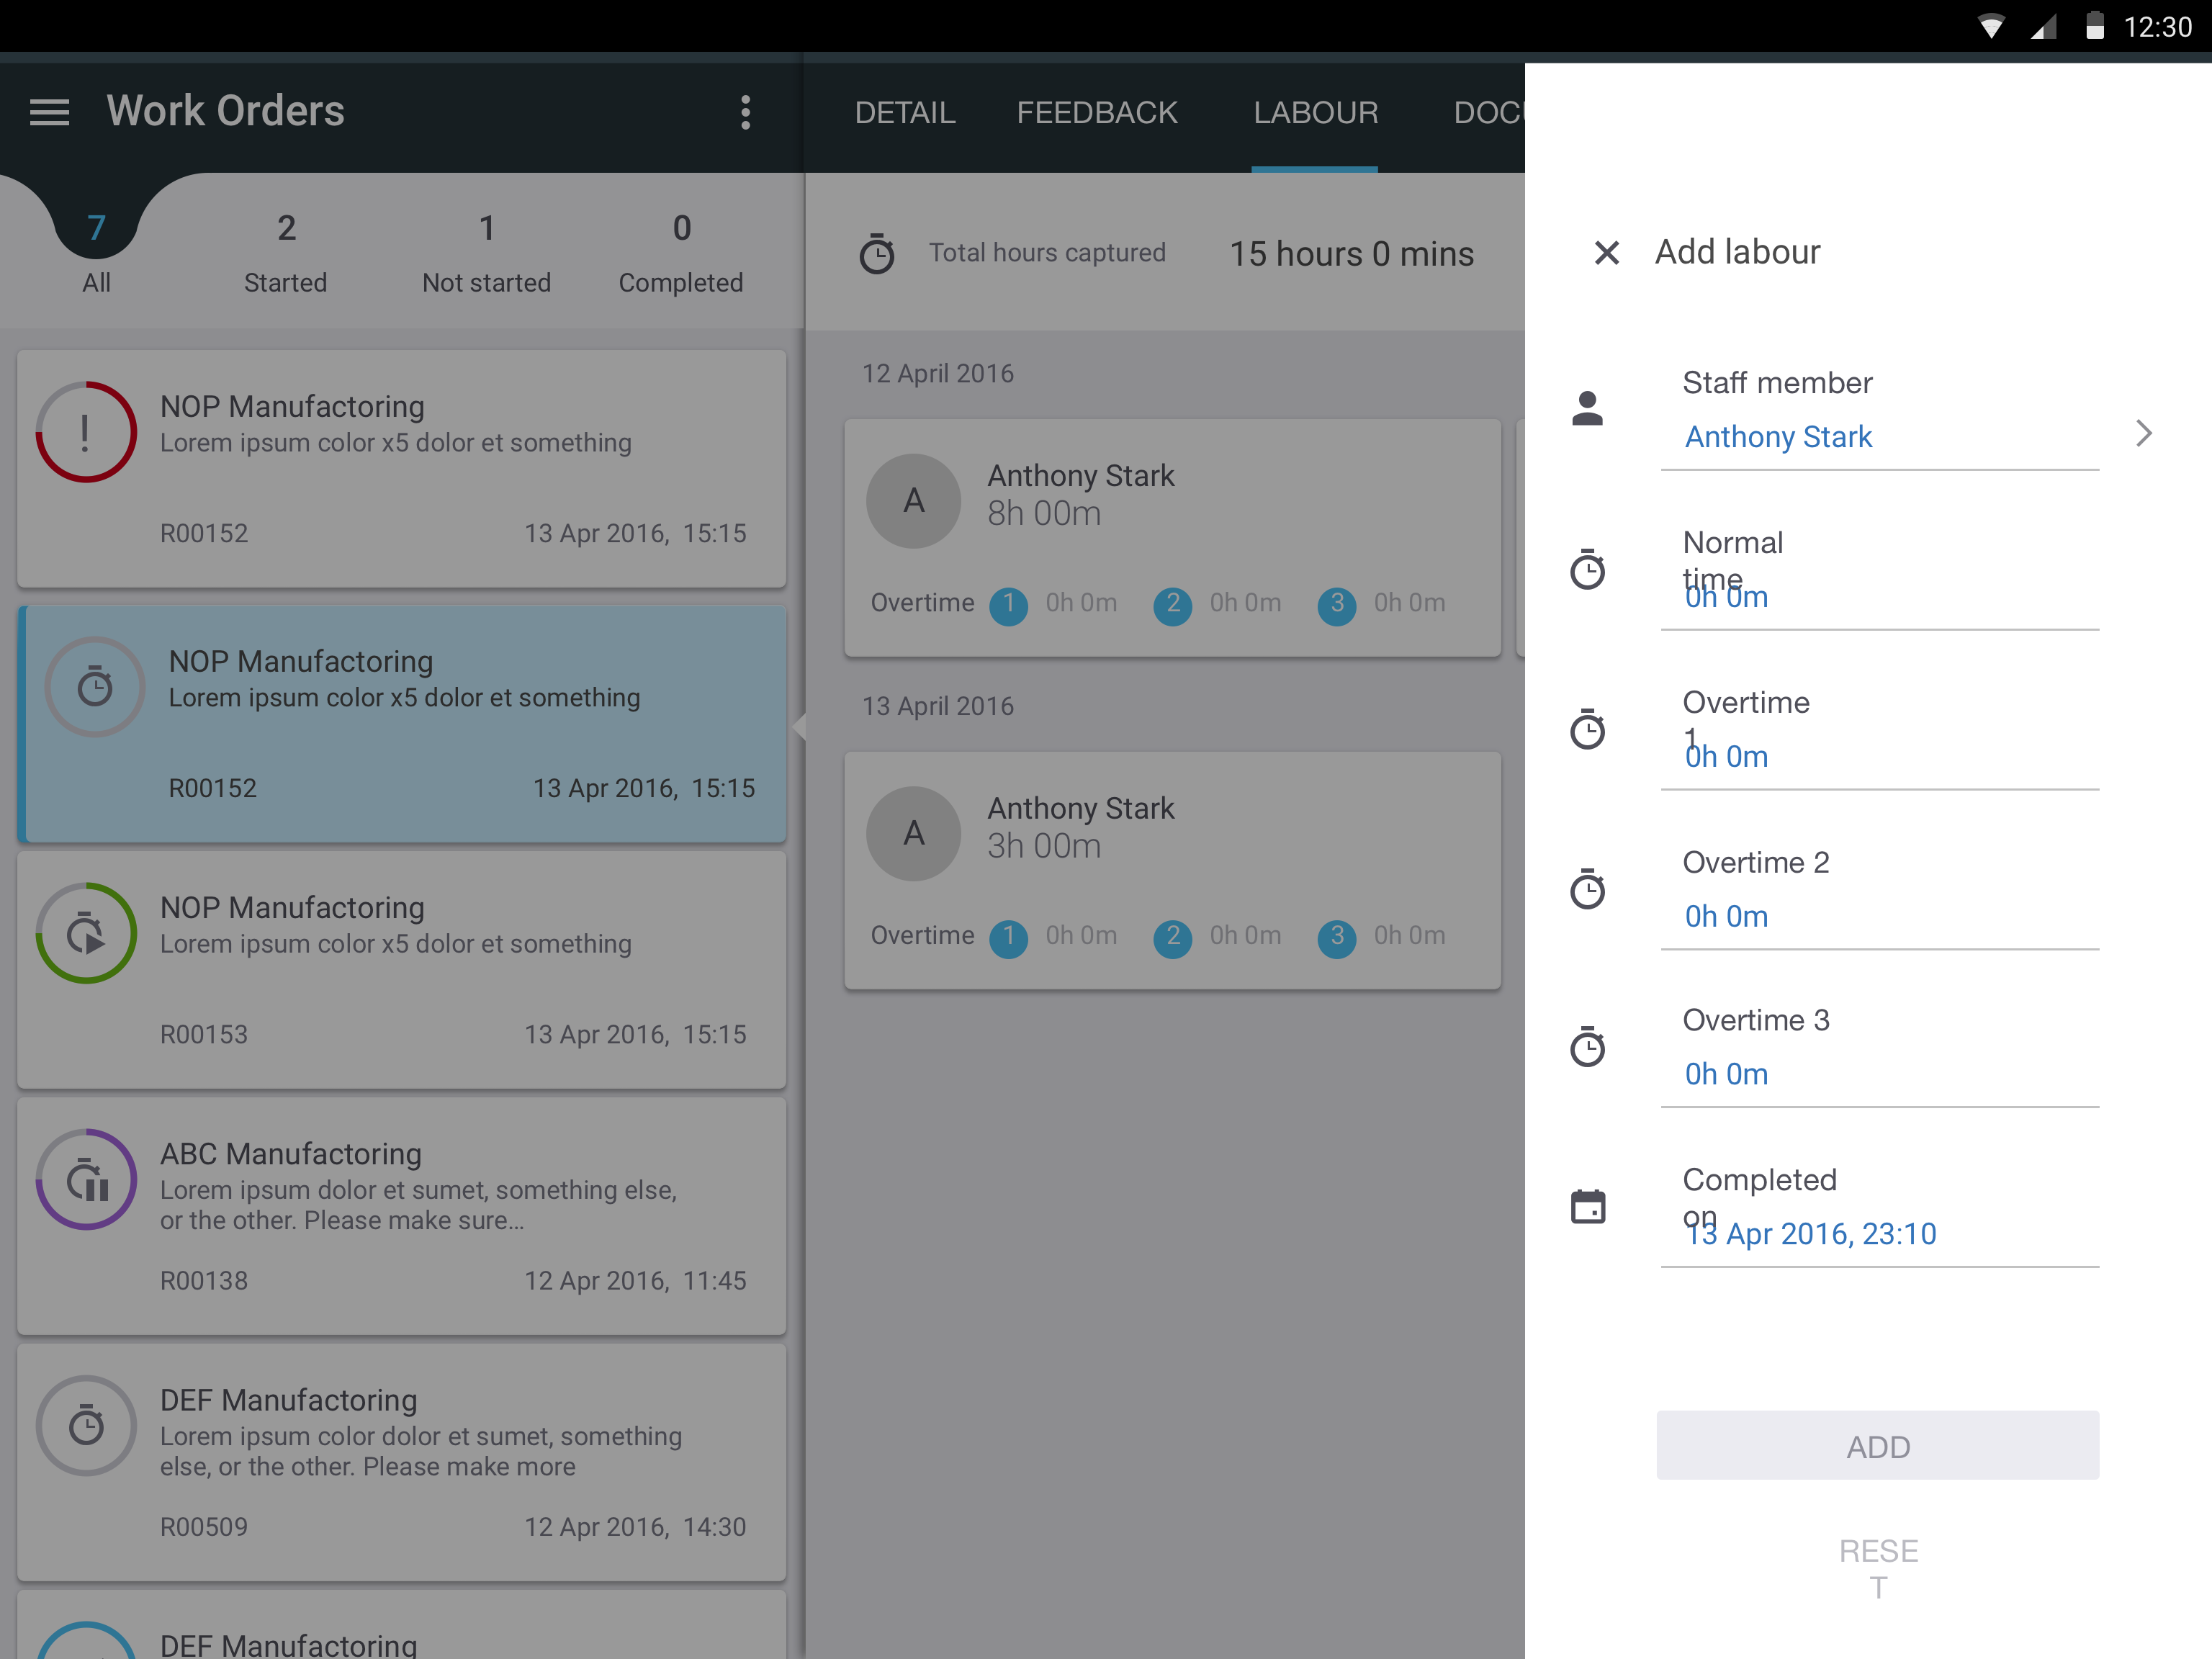 12:30
Work Orders
7
All
2
Started
1
Not started
0
Completed
NOP Manufactoring
Lorem ipsum color x5 dolor et something
R00152
13 Apr 2016, 15:15
NOP Manufactoring
Lorem ipsum color x5 dolor et something
R00152
13 Apr 2016, 15:15
NOP Manufactoring
Lorem ipsum color x5 dolor et something
R00153
13 Apr 2016, 15:15
ABC Manufactoring
Lorem ipsum dolor et sumet, something else,
or the other. Please make sure...
R00138
12 Apr 2016, 11:45
DEF Manufactoring
Lorem ipsum color dolor et sumet, something
else, or the other. Please make more
R00509
12 Apr 2016, 14:30
DEF Manufactoring
DETAIL
FEEDBACK
LABOUR
DOCU
Total hours captured
15 hours 0 mins
12 April 2016
A
Anthony Stark
8h 00m
Overtime 1 0h 0m 2 0h 0m 3 0h 0m
13 April 2016
A
Anthony Stark
3h 00m
Overtime 1 0h 0m 2 0h 0m 3 0h 0m
Add labour
Staff member
Anthony Stark
Normal
time
0h 0m
Overtime
1
0h 0m
Overtime 2
0h 0m
Overtime 3
0h 0m
Completed
on
13 Apr 2016, 23:10
ADD
RESE
T